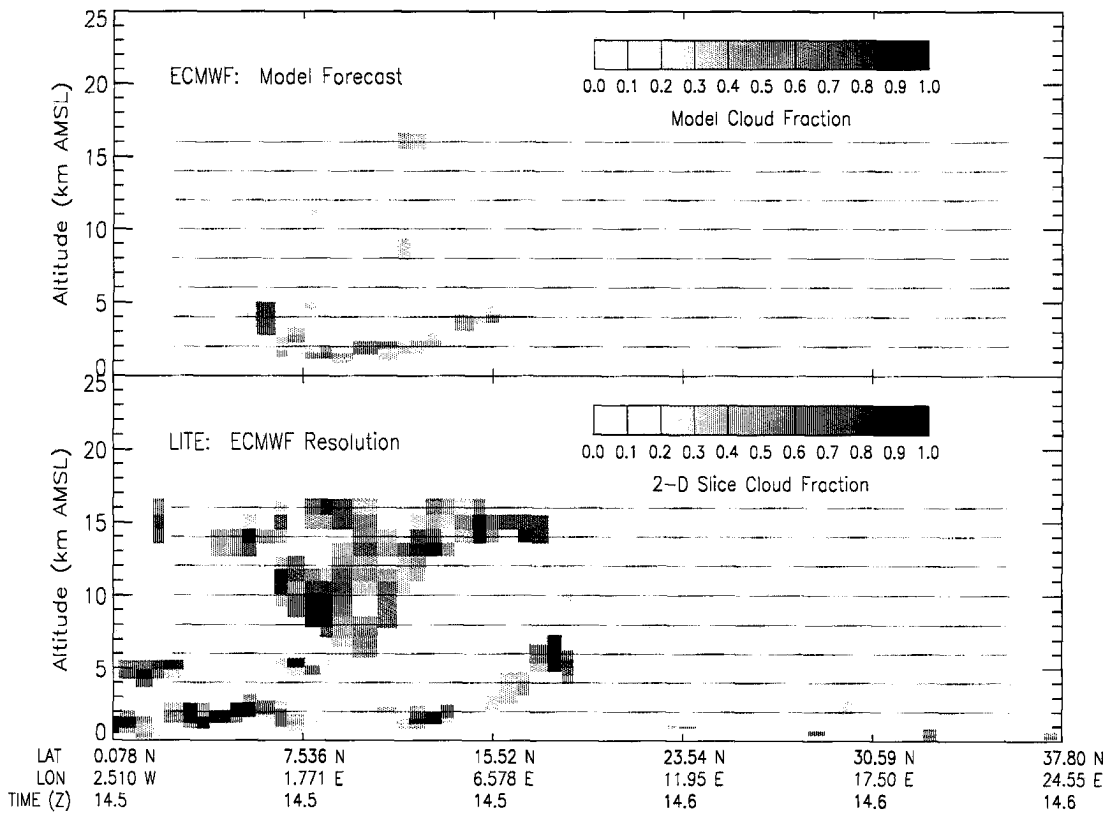 25
20
15
10
5
0
Altitude (km AMSL)
ECMWF: Model Forecast
0.0 0.1 0.2 0.3 0.4 0.5 0.6 0.7 0.8 0.9 1.0
Model Cloud Fraction
25
20
15
10
5
0
Altitude (km AMSL)
LITE: ECMWF Resolution
0.0 0.1 0.2 0.3 0.4 0.5 0.6 0.7 0.8 0.9 1.0
2-D Slice Cloud Fraction
LAT 0.078 N 7.536 N 15.52 N 23.54 N 30.59 N 37.80 N
LON 2.510 W 1.771 E 6.578 E 11.95 E 17.50 E 24.55 E
TIME (Z) 14.5 14.5 14.5 14.6 14.6 14.6